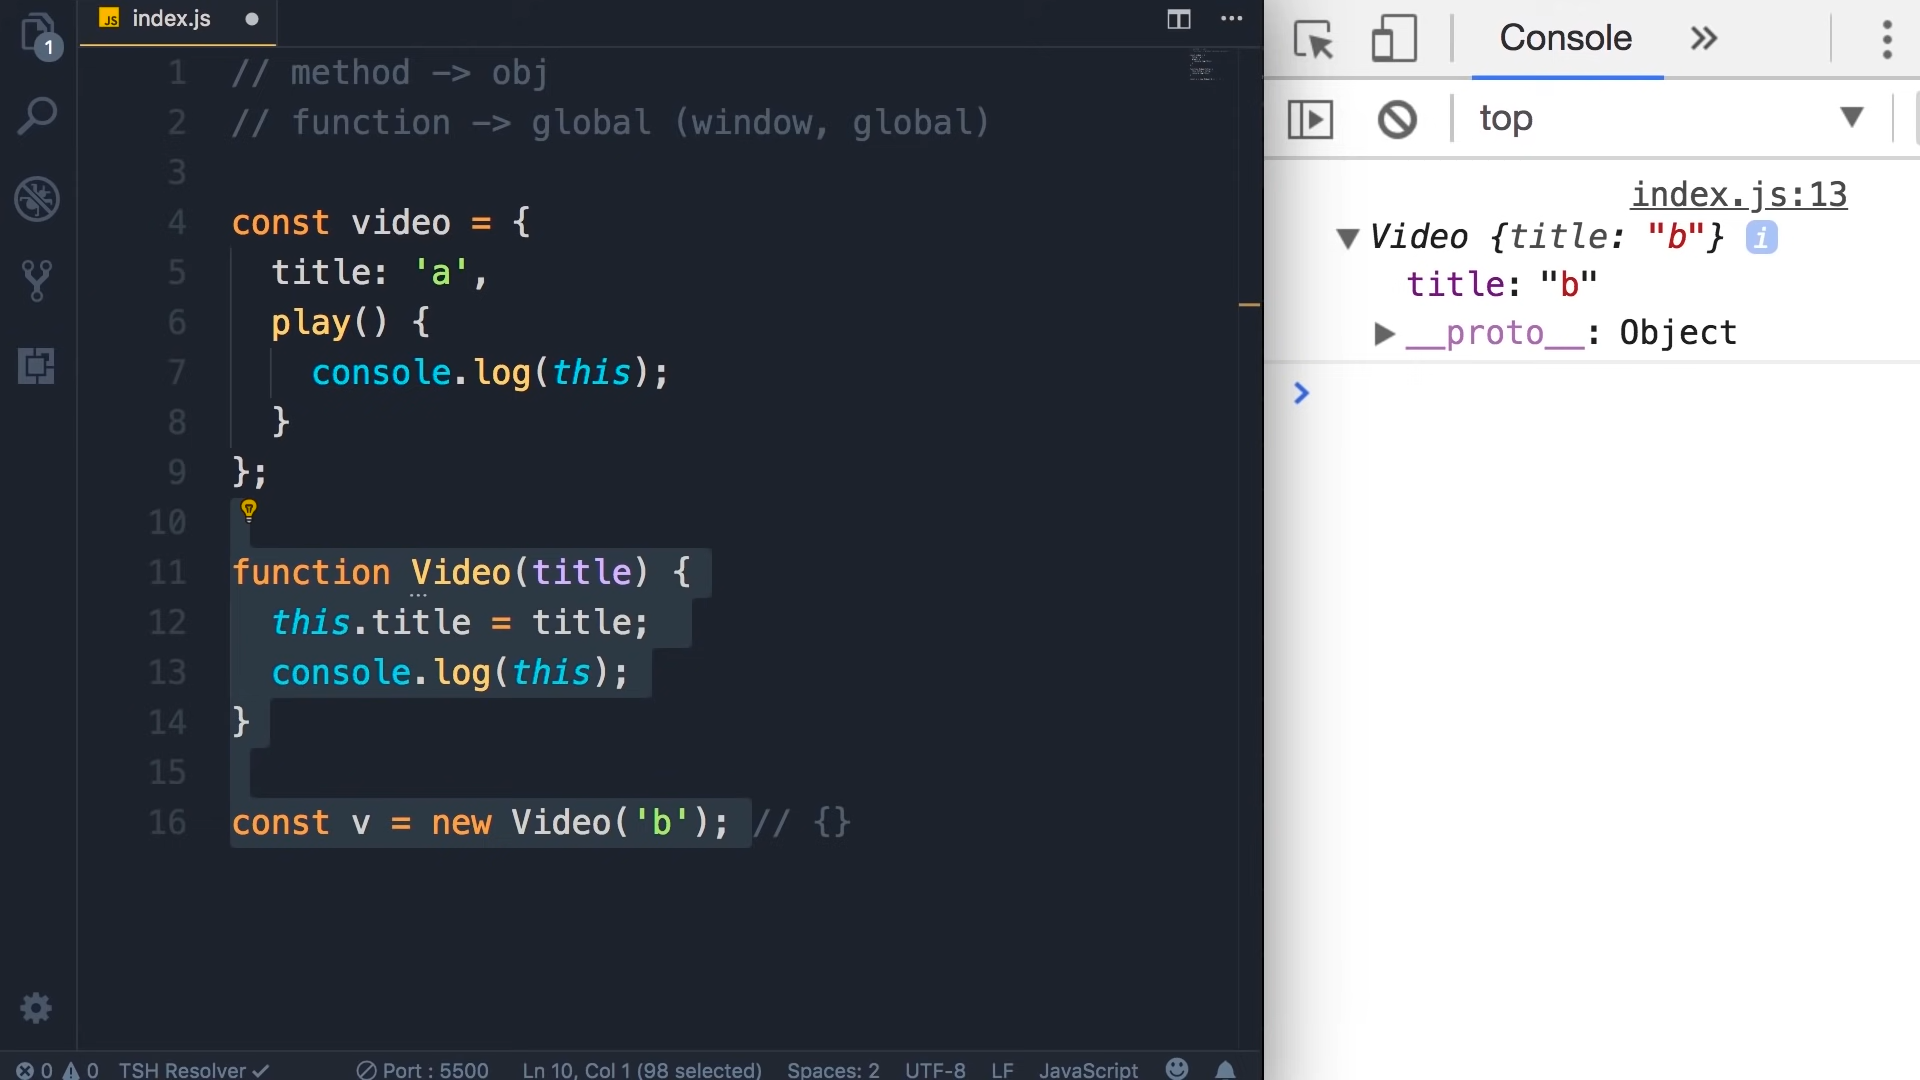 JS index.js
1
1 // method -> obj
2 // function -> global (window, global)
3
4 const video = {
5 title: 'a',
6 play() {
7 console.log(this);
8 }
9 };
10
11 function Video(title) {
12 this.title = title;
13 console.log(this);
14 }
15
16 const v = new Video('b'); // {}
0 0 TSH Resolver Port : 5500 Ln 10, Col 1 (98 selected) Spaces: 2 UTF-8 LF JavaScript
Console
top
index.js:13
Video {title: "b"} i
title: "b"
__proto__: Object